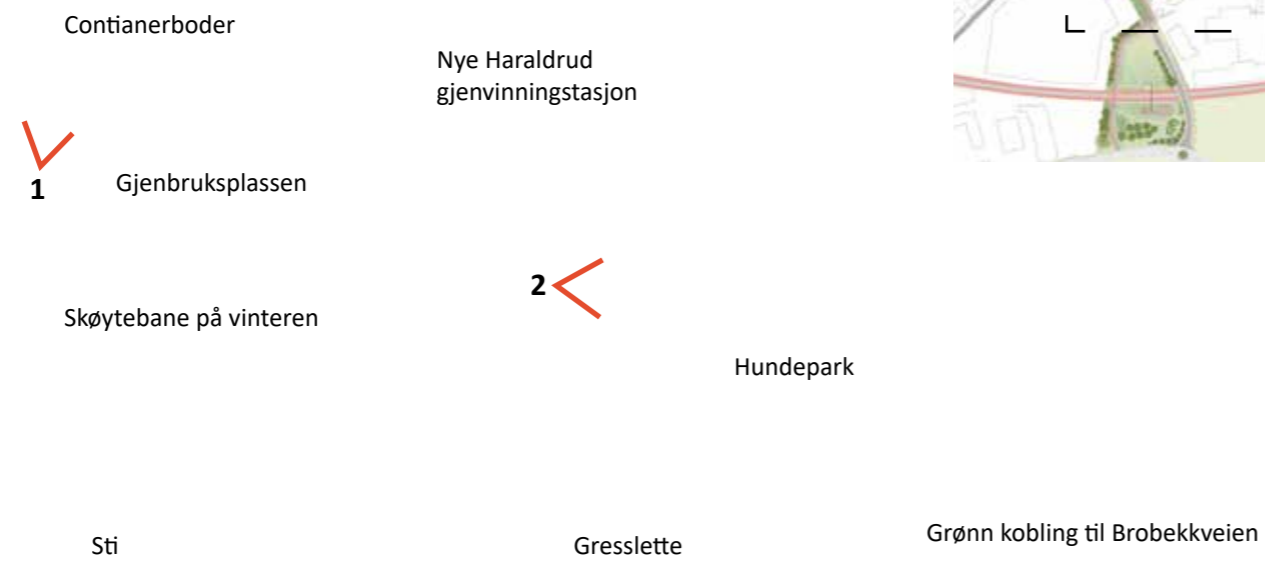 Contianerboder
Nye Haraldrud
gjenvinningstasjon
1
Gjenbruksplassen
2
Skøytebane på vinteren
Hundepark
Sti
Gresslette
Grønn kobling til Brobekkveien